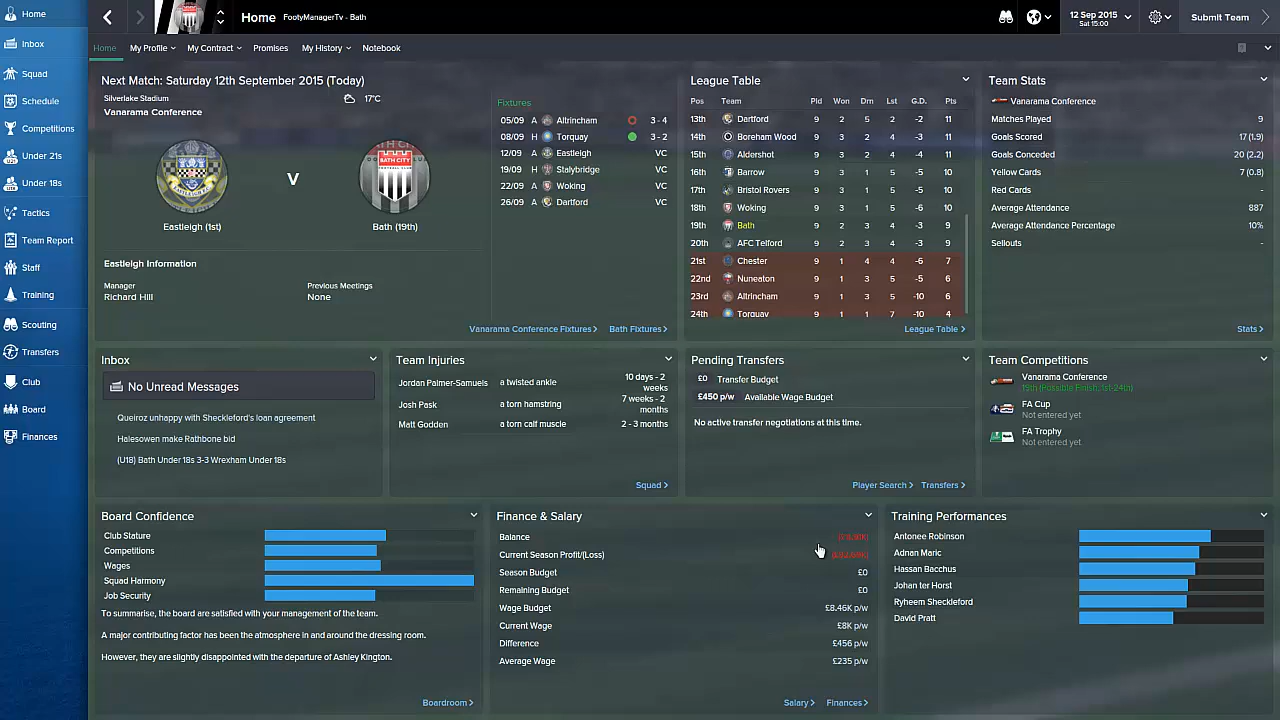 Home
Inbox
Squad
Schedule
Competitions
Under 21s
Under 18s
Tactics
Team Report
Staff
Training
Scouting
Transfers
Club
Board
Finances
Home FootyManagerTv - Bath
12 Sep 2015
Sat 15:00
Submit Team
Home My Profile My Contract Promises My History Notebook
Next Match: Saturday 12th September 2015 (Today)
Silverlake Stadium 17°C
Vanarama Conference
V
BATH CITY
Eastleigh (1st) Bath (19th)
Eastleigh Information
Manager Previous Meetings
Richard Hill None
Fixtures
05/09 A Altrincham 3 - 4
08/09 H Torquay 3 - 2
12/09 A Eastleigh VC
19/09 H Stalybridge VC
22/09 A Woking VC
26/09 A Dartford VC
Vanarama Conference Fixtures> Bath Fixtures>
League Table
Pos Team Pld Won Drn Lst G.D. Pts
13th Dartford 9 2 5 2 -2 11
14th Boreham Wood 9 3 2 4 -3 11
15th Aldershot 9 3 2 4 -4 11
16th Barrow 9 3 1 5 -5 10
17th Bristol Rovers 9 3 1 5 -5 10
18th Woking 9 3 1 5 -6 10
19th Bath 9 2 3 4 -3 9
20th AFC Telford 9 2 3 4 -3 9
21st Chester 9 1 4 4 -6 7
22nd Nuneaton 9 1 3 5 -5 6
23rd Altrincham 9 1 3 5 -10 6
24th Torquay 9 1 1 7 -10 4
League Table >
Team Stats
Vanarama Conference
Matches Played 9
Goals Scored 17 (1.9)
Goals Conceded 20 (2.2)
Yellow Cards 7 (0.8)
Red Cards -
Average Attendance 887
Average Attendance Percentage 10%
Sellouts -
Stats>
Inbox
No Unread Messages
Queiroz unhappy with Sheckleford's loan agreement
Halesowen make Rathbone bid
(U18) Bath Under 18s 3-3 Wrexham Under 18s
Team Injuries
Jordan Palmer-Samuels a twisted ankle 10 days - 2 weeks
Josh Pask a torn hamstring 7 weeks - 2 months
Matt Godden a torn calf muscle 2 - 3 months
Squad >
Pending Transfers
£0 Transfer Budget
£450 p/w Available Wage Budget
No active transfer negotiations at this time.
Player Search> Transfers>
Team Competitions
Vanarama Conference
19th (Possible Finish: 1st-24th)
FA Cup
Not entered yet
FA Trophy
Not entered yet
Board Confidence
Club Stature
Competitions
Wages
Squad Harmony
Job Security
To summarise, the board are satisfied with your management of the team.
A major contributing factor has been the atmosphere in and around the dressing room.
However, they are slightly disappointed with the departure of Ashley Kington.
Boardroom>
Finance & Salary
Balance
Current Season Profit/(Loss)
Season Budget £0
Remaining Budget £0
Wage Budget £8.46K p/w
Current Wage £8K p/w
Difference £456 p/w
Average Wage £235 p/w
Salary> Finances>
Training Performances
Antonee Robinson
Adnan Maric
Hassan Bacchus
Johan ter Horst
Ryheem Sheckleford
David Pratt